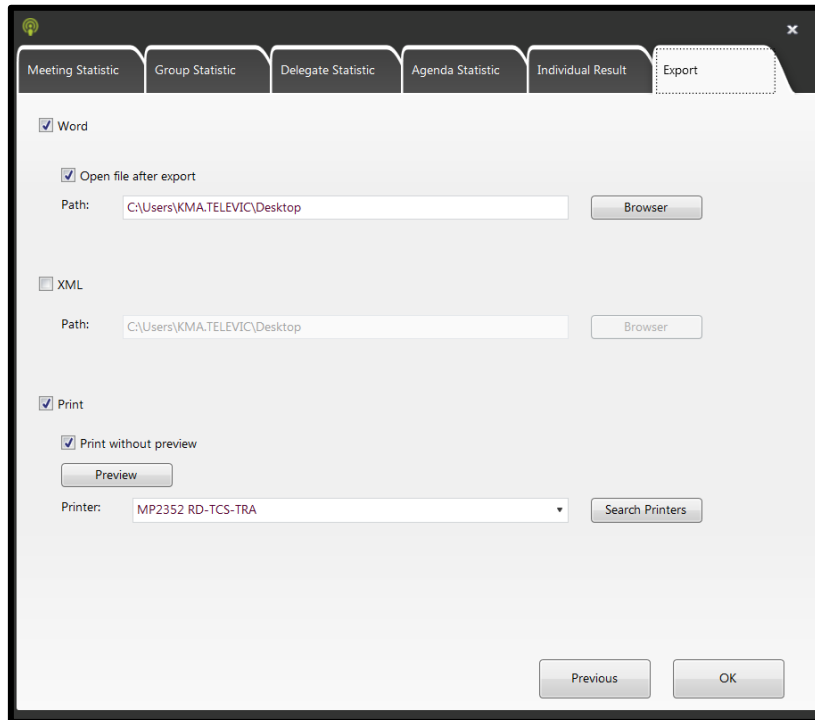 Meeting Statistic Group Statistic Delegate Statistic Agenda Statistic Individual Result Export
Word
Open file after export
Path: C:\Users\KMA.TELEVIC\Desktop Browser
XML
Path: C:\Users\KMA.TELEVIC\Desktop Browser
Print
Print without preview
Preview
Printer: MP2352 RD-TCS-TRA Search Printers
Previous OK